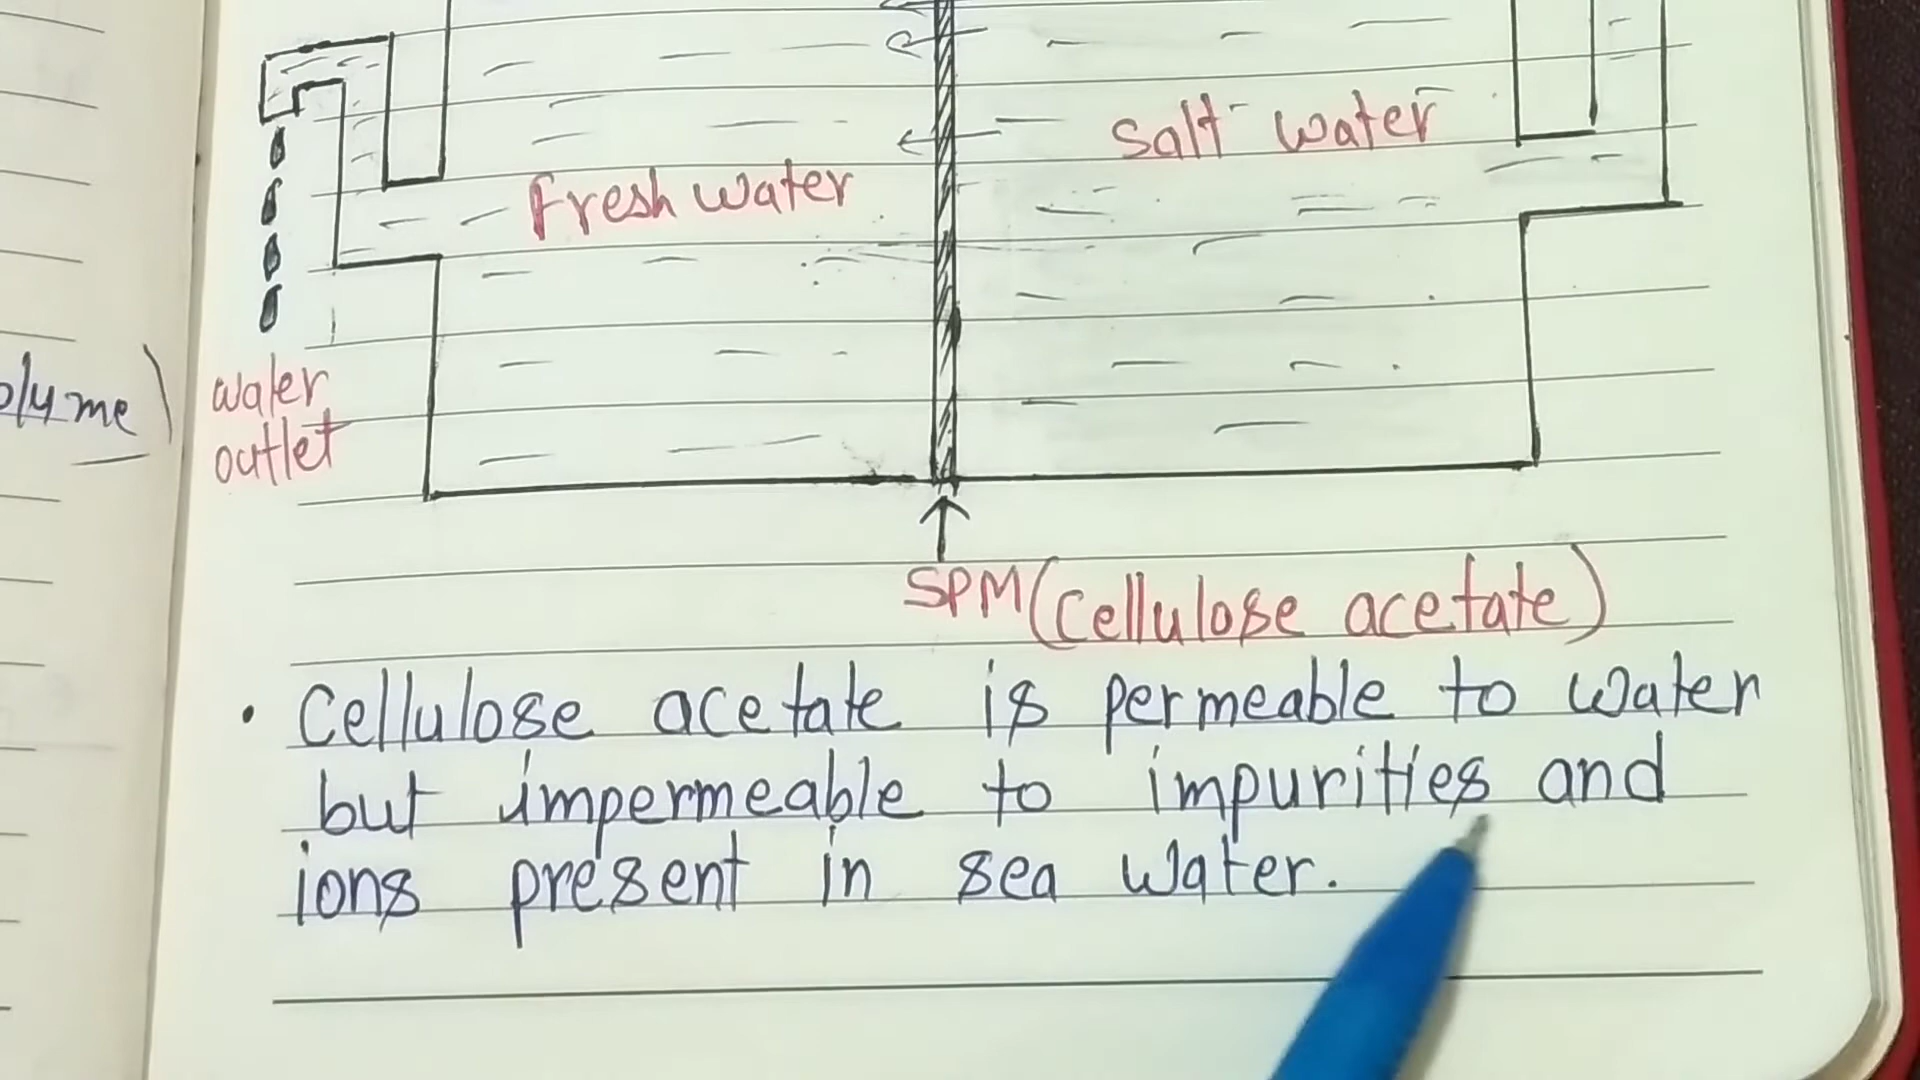 Salt water
Fresh water
water
outlet
SPM (cellulose acetate)
• Cellulose acetate is permeable to water
but impermeable to impurities and
ions present in sea water.